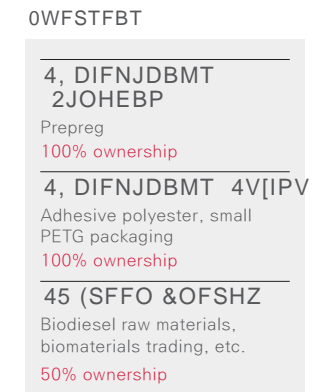 0WFSTFBT
4, DIFNJDBMT
2JOHEBP
Prepreg
100% ownership
4, DIFNJDBMT 4V[IPV
Adhesive polyester, small
PETG packaging
100% ownership
45 (SFFO &OFSHZ
Biodiesel raw materials,
biomaterials trading, etc.
50% ownership